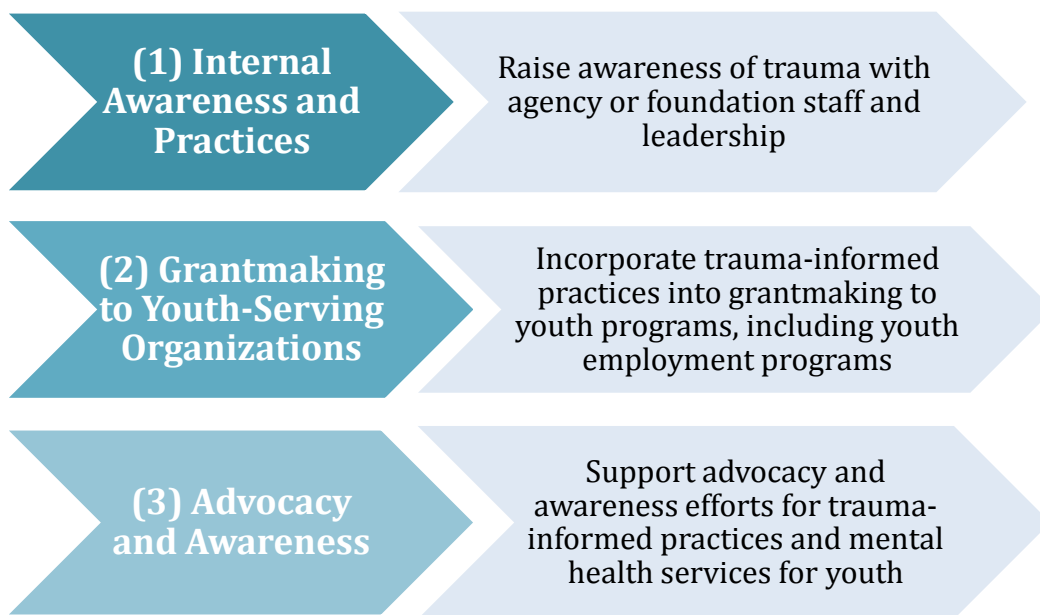 (1) Internal
Awareness and
Practices
Raise awareness of trauma with
agency or foundation staff and
leadership
(2) Grantmaking
to Youth-Serving
Organizations
Incorporate trauma-informed
practices into grantmaking to
youth programs, including youth
employment programs
(3) Advocacy
and Awareness
Support advocacy and
awareness efforts for trauma-
informed practices and mental
health services for youth